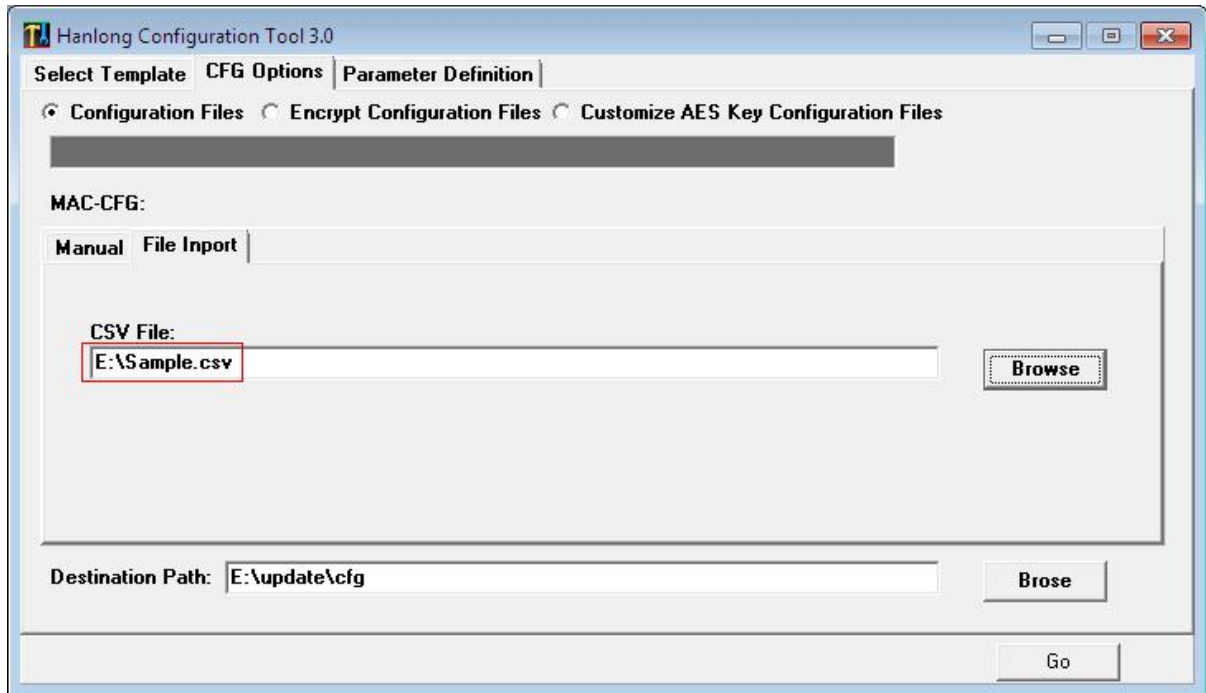 Hanlong Configuration Tool 3.0
Select Template CFG Options Parameter Definition
Configuration Files Encrypt Configuration Files Customize AES Key Configuration Files
MAC-CFG:
Manual File Inport
CSV File:
E:\Sample.csv
Browse
Destination Path: E:\update\cfg Brose
Go